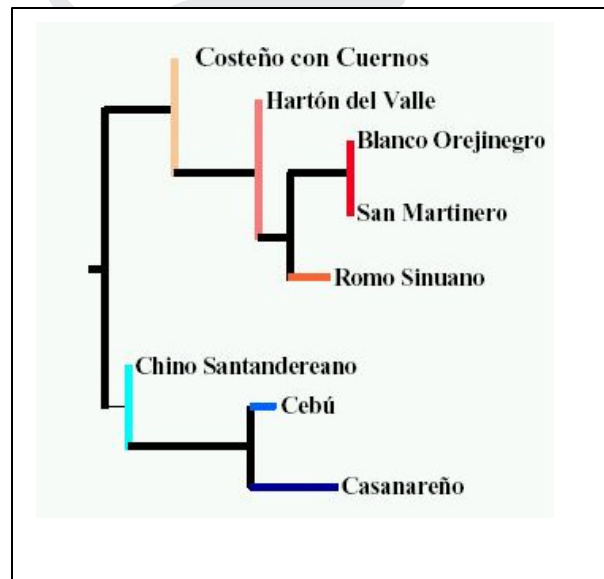 Costeño con Cuernos
Hartón del Valle
Blanco Orejinegro
San Martinero
Romo Sinuano
Chino Santandereano
Cebú
Casanareño